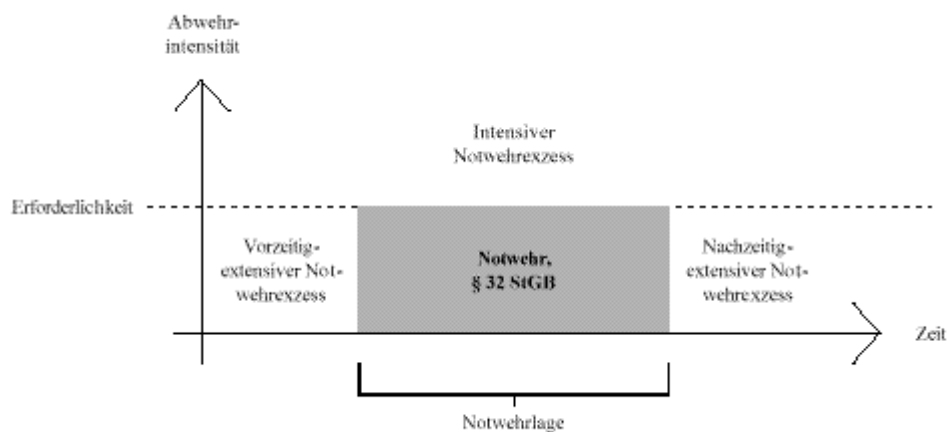 Abwehr-
intensität
Intensiver
Notwehrexzess
Erforderlichkeit
Vorzeitig-
extensiver Not-
wehrexzess
Notwehr,
§ 32 StGB
Nachzeitig-
extensiver Not-
wehrexzess
Zeit
Notwehrlage